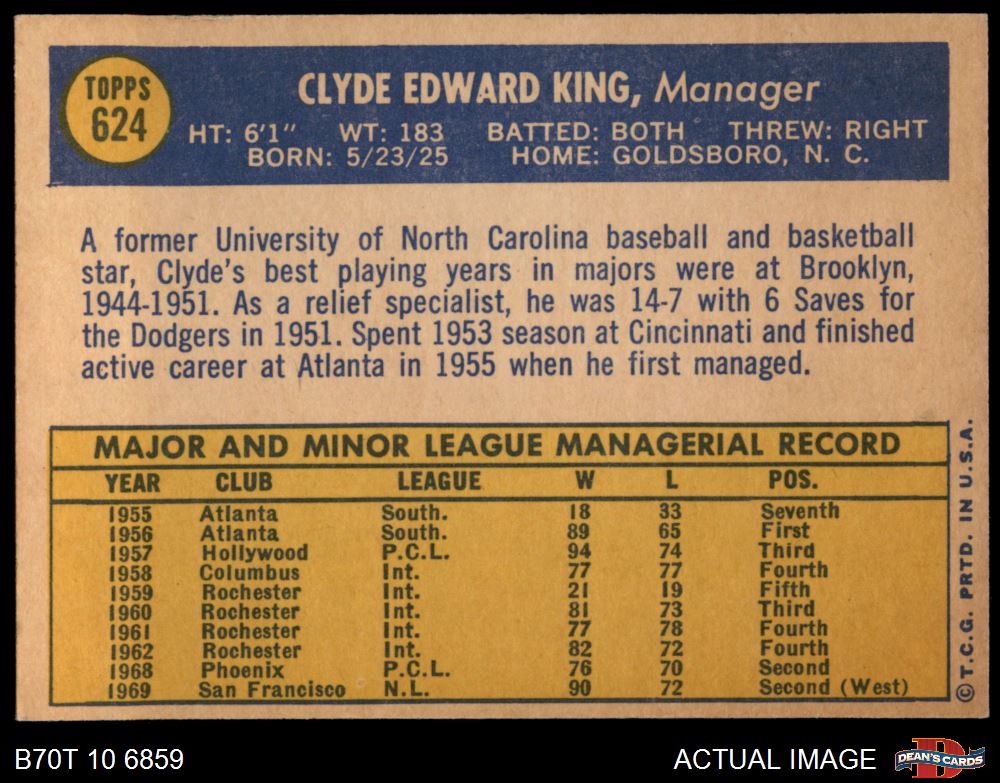 TOPPS
624
CLYDE EDWARD KING, Manager
HT: 6'1" WT: 183 BATTED: BOTH THREW: RIGHT
BORN: 5/23/25 HOME: GOLDSBORO, N. C.
A former University of North Carolina baseball and basketball
star, Clyde's best playing years in majors were at Brooklyn,
1944-1951. As a relief specialist, he was 14-7 with 6 Saves for
the Dodgers in 1951. Spent 1953 season at Cincinnati and finished
active career at Atlanta in 1955 when he first managed.
MAJOR AND MINOR LEAGUE MANAGERIAL RECORD
YEAR CLUB LEAGUE W L POS.
1955 Atlanta South. 18 33 Seventh
1956 Atlanta South. 89 65 First
1957 Hollywood P.C.L. 94 74 Third
1958 Columbus Int. 77 77 Fourth
1959 Rochester Int. 21 19 Fifth
1960 Rochester Int. 81 73 Third
1961 Rochester Int. 77 78 Fourth
1962 Rochester Int. 82 72 Fourth
1968 Phoenix P.C.L. 76 70 Second
1969 San Francisco N.L. 90 72 Second (West)
© T.C.G. PRTD. IN U.S.A.
B70T 10 6859
ACTUAL IMAGE
D
DEAN'S CARDS